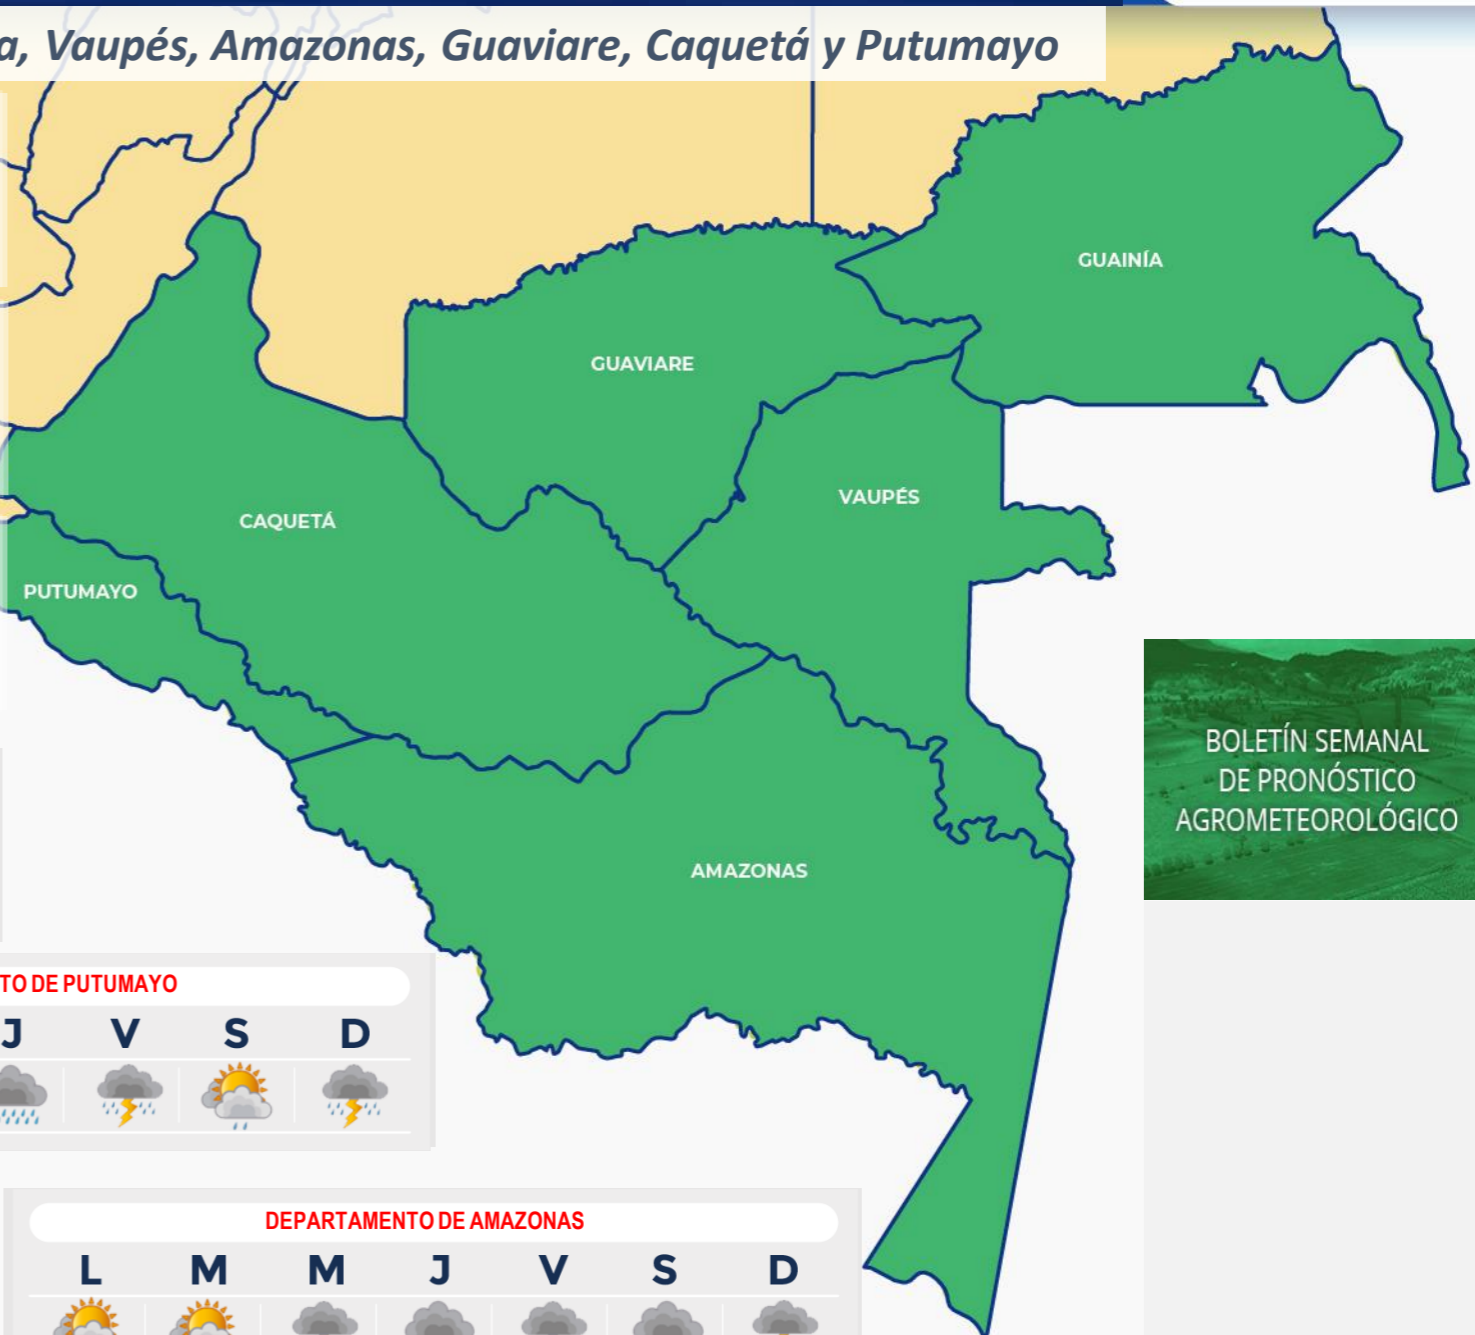 a, Vaupés, Amazonas, Guaviare, Caquetá y Putumayo
GUAINÍA
GUAVIARE
VAUPÉS
CAQUETÁ
PUTUMAYO
BOLETÍN SEMANAL
DE PRONÓSTICO
AGROMETEOROLÓGICO
AMAZONAS
TO DE PUTUMAYO
J V S D
DEPARTAMENTO DE AMAZONAS
L M M J V S D